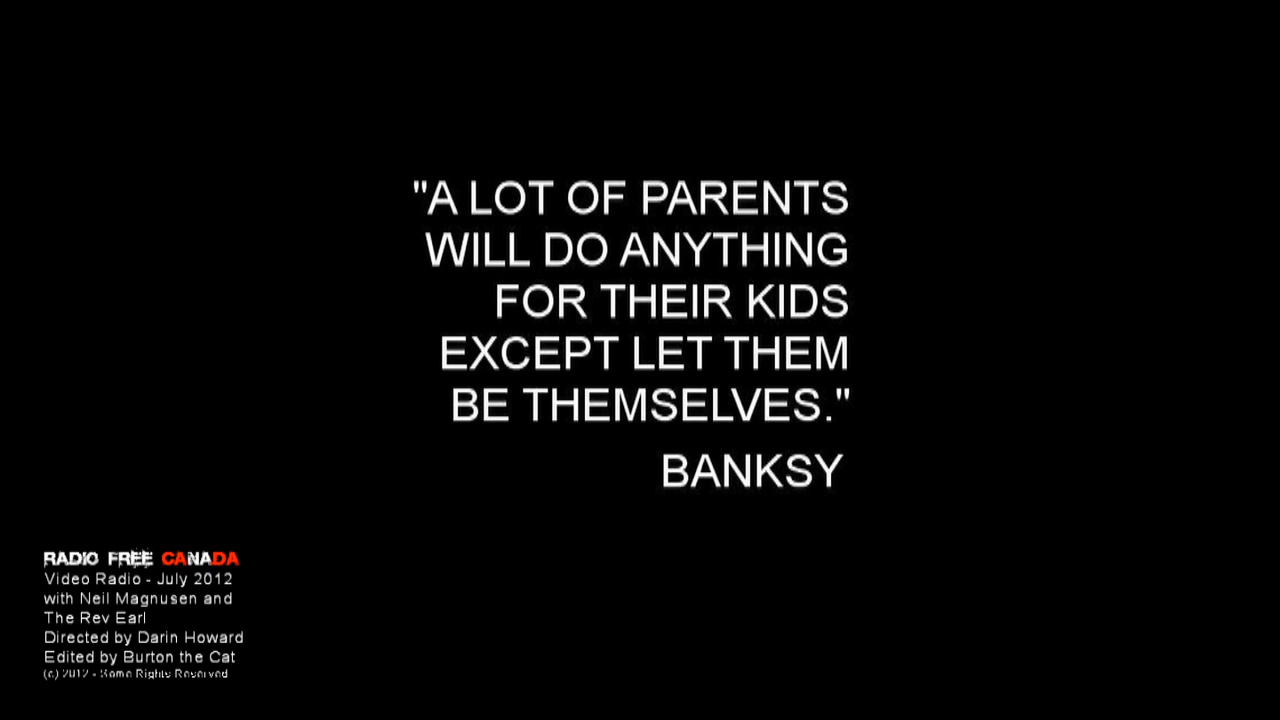 "A LOT OF PARENTS
WILL DO ANYTHING
FOR THEIR KIDS
EXCEPT LET THEM
BE THEMSELVES."
BANKSY
RADIO FREE CANADA
Video Radio - July 2012
with Neil Magnusen and
The Rev Earl
Directed by Darin Howard
Edited by Burton the Cat
(c) 2012 - Some Rights Reserved